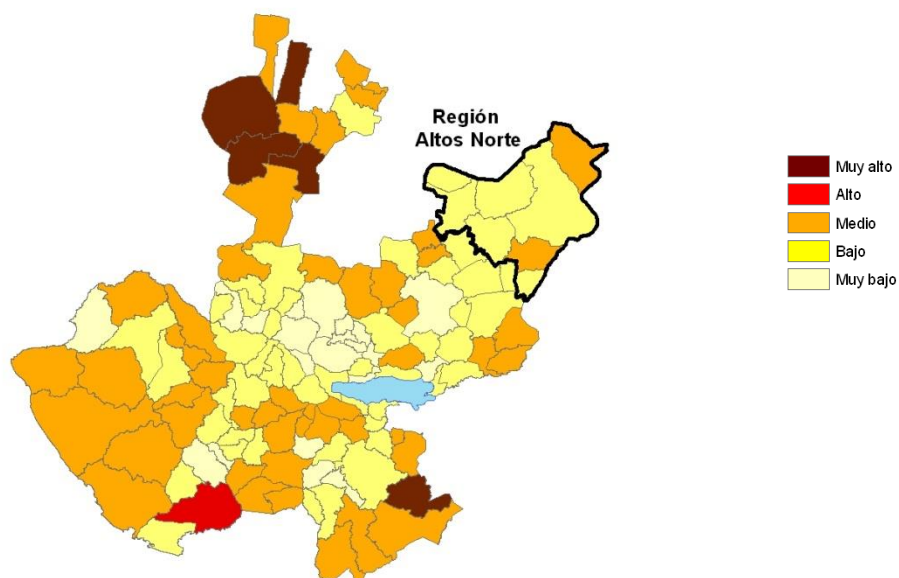 Región
Altos Norte
Muy alto
Alto
Medio
Bajo
Muy bajo